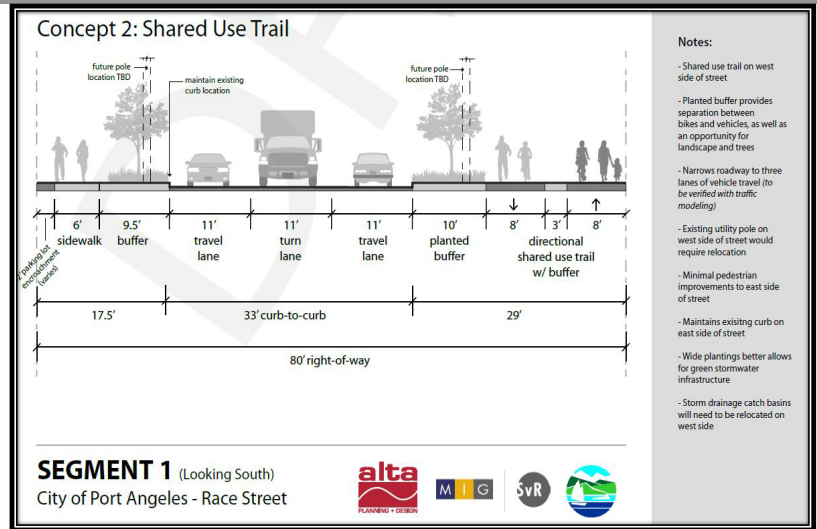 Concept 2: Shared Use Trail
future pole
location TBD
maintain existing
curb location
future pole
location TBD
6'
sidewalk
9.5'
buffer
11'
travel
lane
11'
turn
lane
11'
travel
lane
10'
planted
buffer
8'
3'
8'
directional
shared use trail
w/ buffer
2' parking lot
encroachment
(varies)
17.5'
33' curb-to-curb
29'
80' right-of-way
Notes:
- Shared use trail on west
side of street
- Planted buffer provides
separation between
bikes and vehicles, as well as
an opportunity for
landscape and trees
- Narrows roadway to three
lanes of vehicle travel (to
be verified with traffic
modeling)
- Existing utility pole on
west side of street would
require relocation
- Minimal pedestrian
improvements to east side
of street
- Maintains exisitng curb on
east side of street
- Wide plantings better allows
for green stormwater
infrastructure
- Storm drainage catch basins
will need to be relocated on
west side
SEGMENT 1 (Looking South)
City of Port Angeles - Race Street
alta
PLANNING + DESIGN
M I G
SvR